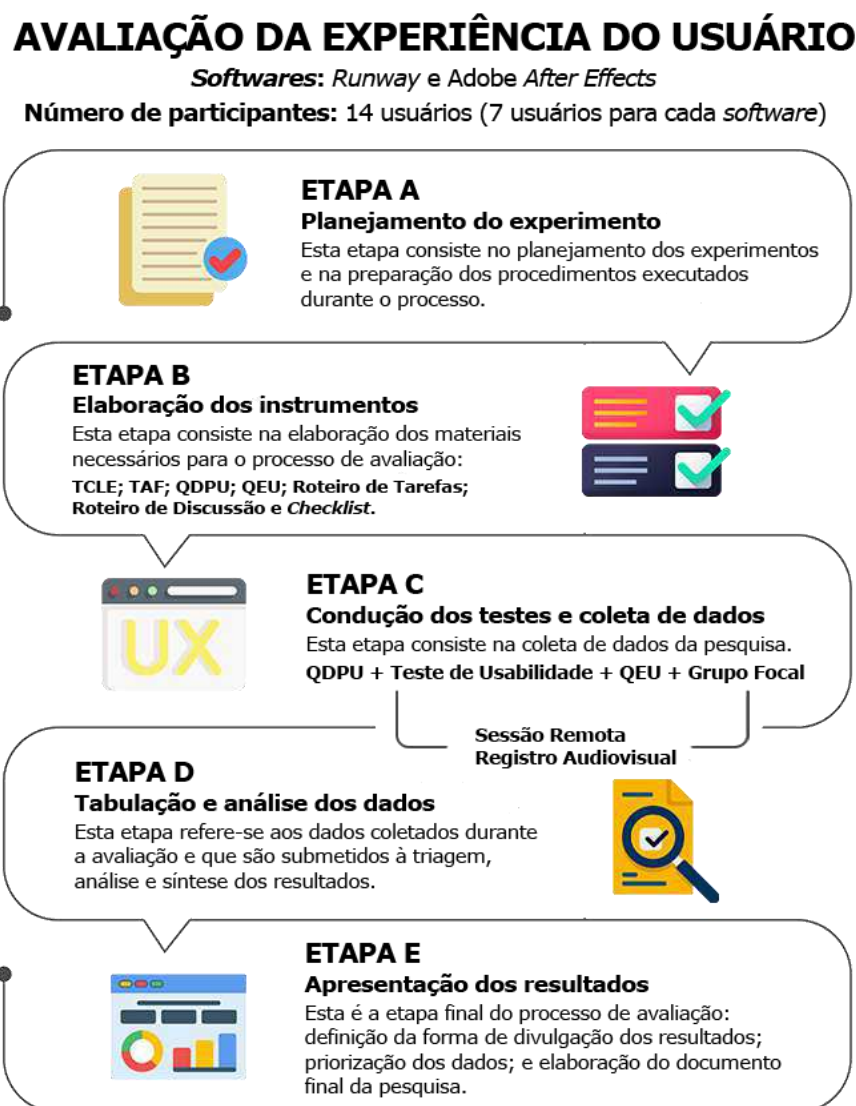 AVALIAÇÃO DA EXPERIÊNCIA DO USUÁRIO
Softwares: Runway e Adobe After Effects
Número de participantes: 14 usuários (7 usuários para cada software)
ETAPA A
Planejamento do experimento
Esta etapa consiste no planejamento dos experimentos
e na preparação dos procedimentos executados
durante o processo.
ETAPA B
Elaboração dos instrumentos
Esta etapa consiste na elaboração dos materiais
necessários para o processo de avaliação:
TCLE; TAF; QDPU; QEU; Roteiro de Tarefas;
Roteiro de Discussão e Checklist.
UX
ETAPA C
Condução dos testes e coleta de dados
Esta etapa consiste na coleta de dados da pesquisa.
QDPU + Teste de Usabilidade + QEU + Grupo Focal
Sessão Remota
Registro Audiovisual
ETAPA D
Tabulação e análise dos dados
Esta etapa refere-se aos dados coletados durante
a avaliação e que são submetidos à triagem,
análise e síntese dos resultados.
ETAPA E
Apresentação dos resultados
Esta é a etapa final do processo de avaliação:
definição da forma de divulgação dos resultados;
priorização dos dados; e elaboração do documento
final da pesquisa.